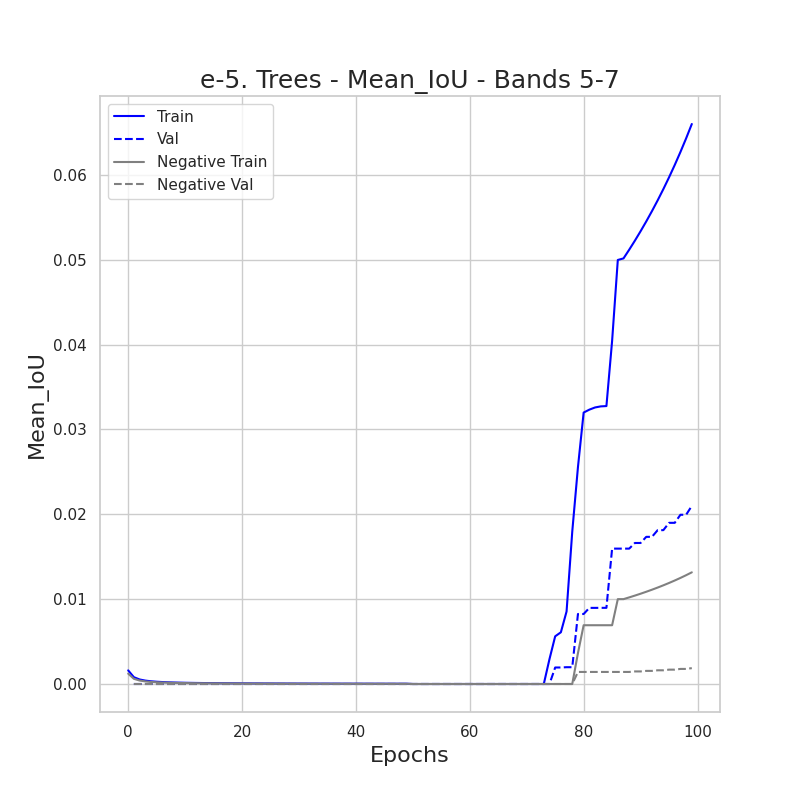 e-5. Trees - Mean_IoU - Bands 5-7
Train
Val
Negative Train
Negative Val
Mean_IoU
0.06
0.05
0.04
0.03
0.02
0.01
0.00
0 20 40 60 80 100
Epochs